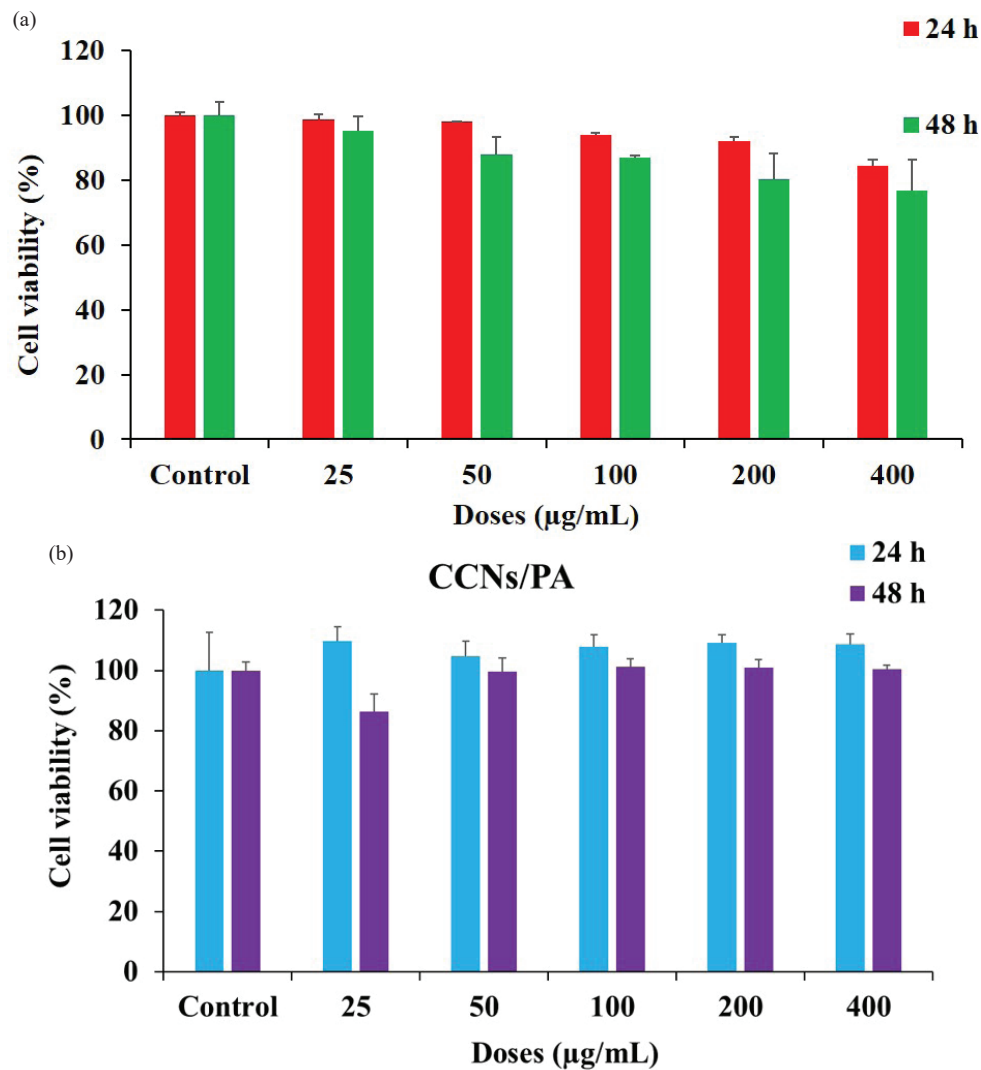 (a)
120
100
80
60
40
20
0
Cell viability (%)
24 h
48 h
Control 25 50 100 200 400
Doses (μg/mL)
(b)
CCNs/PA
24 h
48 h
120
100
80
60
40
20
0
Cell viability (%)
Control 25 50 100 200 400
Doses (μg/mL)